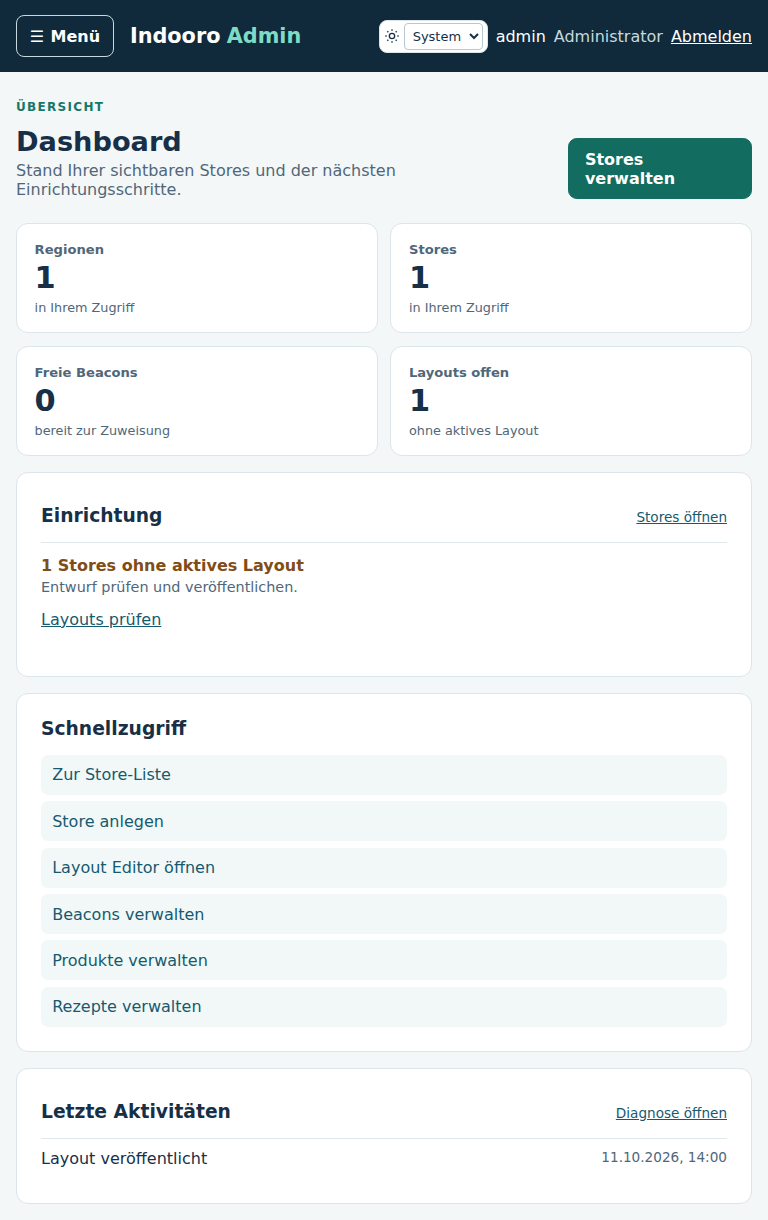 ☰ Menü Indooro Admin System admin Administrator Abmelden
ÜBERSICHT
Dashboard
Stand Ihrer sichtbaren Stores und der nächsten
Einrichtungsschritte.
Stores
verwalten
Regionen
1
in Ihrem Zugriff
Stores
1
in Ihrem Zugriff
Freie Beacons
0
bereit zur Zuweisung
Layouts offen
1
ohne aktives Layout
Einrichtung
Stores öffnen
1 Stores ohne aktives Layout
Entwurf prüfen und veröffentlichen.
Layouts prüfen
Schnellzugriff
Zur Store-Liste
Store anlegen
Layout Editor öffnen
Beacons verwalten
Produkte verwalten
Rezepte verwalten
Letzte Aktivitäten
Diagnose öffnen
Layout veröffentlicht
11.10.2026, 14:00